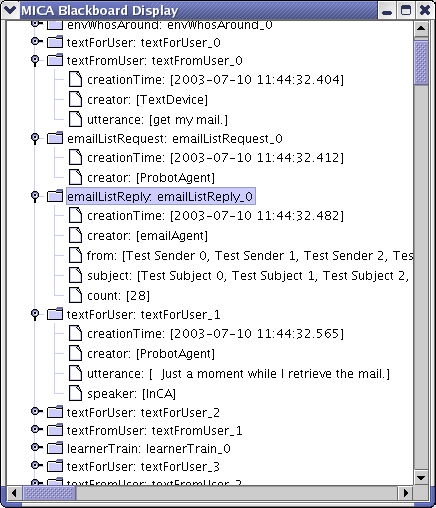 MICA Blackboard Display
envWhosAround: envWhosAround_0
textForUser: textForUser_0
textFromUser: textFromUser_0
creationTime: [2003-07-10 11:44:32.404]
creator: [TextDevice]
utterance: [get my mail.]
emailListRequest: emailListRequest_0
creationTime: [2003-07-10 11:44:32.412]
creator: [ProbotAgent]
emailListReply: emailListReply_0
creationTime: [2003-07-10 11:44:32.482]
creator: [emailAgent]
from: [Test Sender 0, Test Sender 1, Test Sender 2, Tes
subject: [Test Subject 0, Test Subject 1, Test Subject 2,
count: [28]
textForUser: textForUser_1
creationTime: [2003-07-10 11:44:32.565]
creator: [ProbotAgent]
utterance: [  Just a moment while I retrieve the mail.]
speaker: [InCA]
textForUser: textForUser_2
textFromUser: textFromUser_1
learnerTrain: learnerTrain_0
textForUser: textForUser_3
textFromUser: textFromUser_2